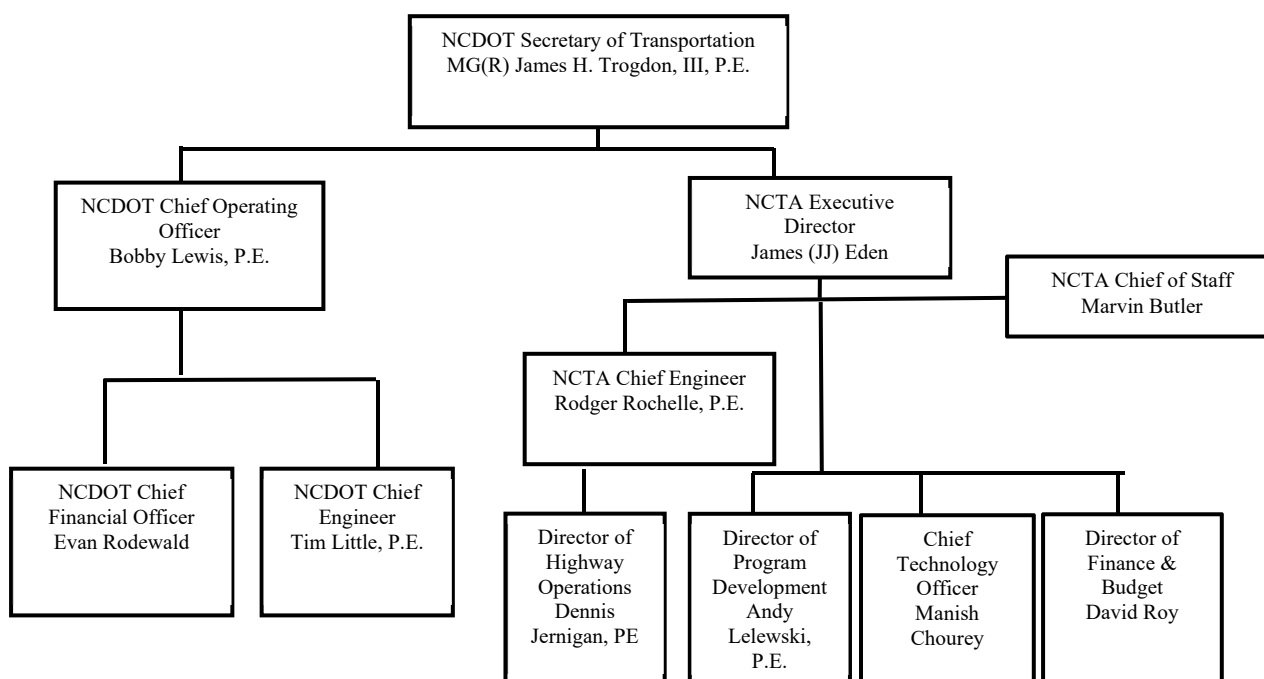 NCDOT Secretary of Transportation
MG(R) James H. Trogdon, III, P.E.
NCDOT Chief Operating
Officer
Bobby Lewis, P.E.
NCTA Executive
Director
James (JJ) Eden
NCTA Chief of Staff
Marvin Butler
NCTA Chief Engineer
Rodger Rochelle, P.E.
NCDOT Chief
Financial Officer
Evan Rodewald
NCDOT Chief
Engineer
Tim Little, P.E.
Director of
Highway
Operations
Dennis
Jernigan, PE
Director of
Program
Development
Andy
Lelewski,
P.E.
Chief
Technology
Officer
Manish
Chourey
Director of
Finance &
Budget
David Roy